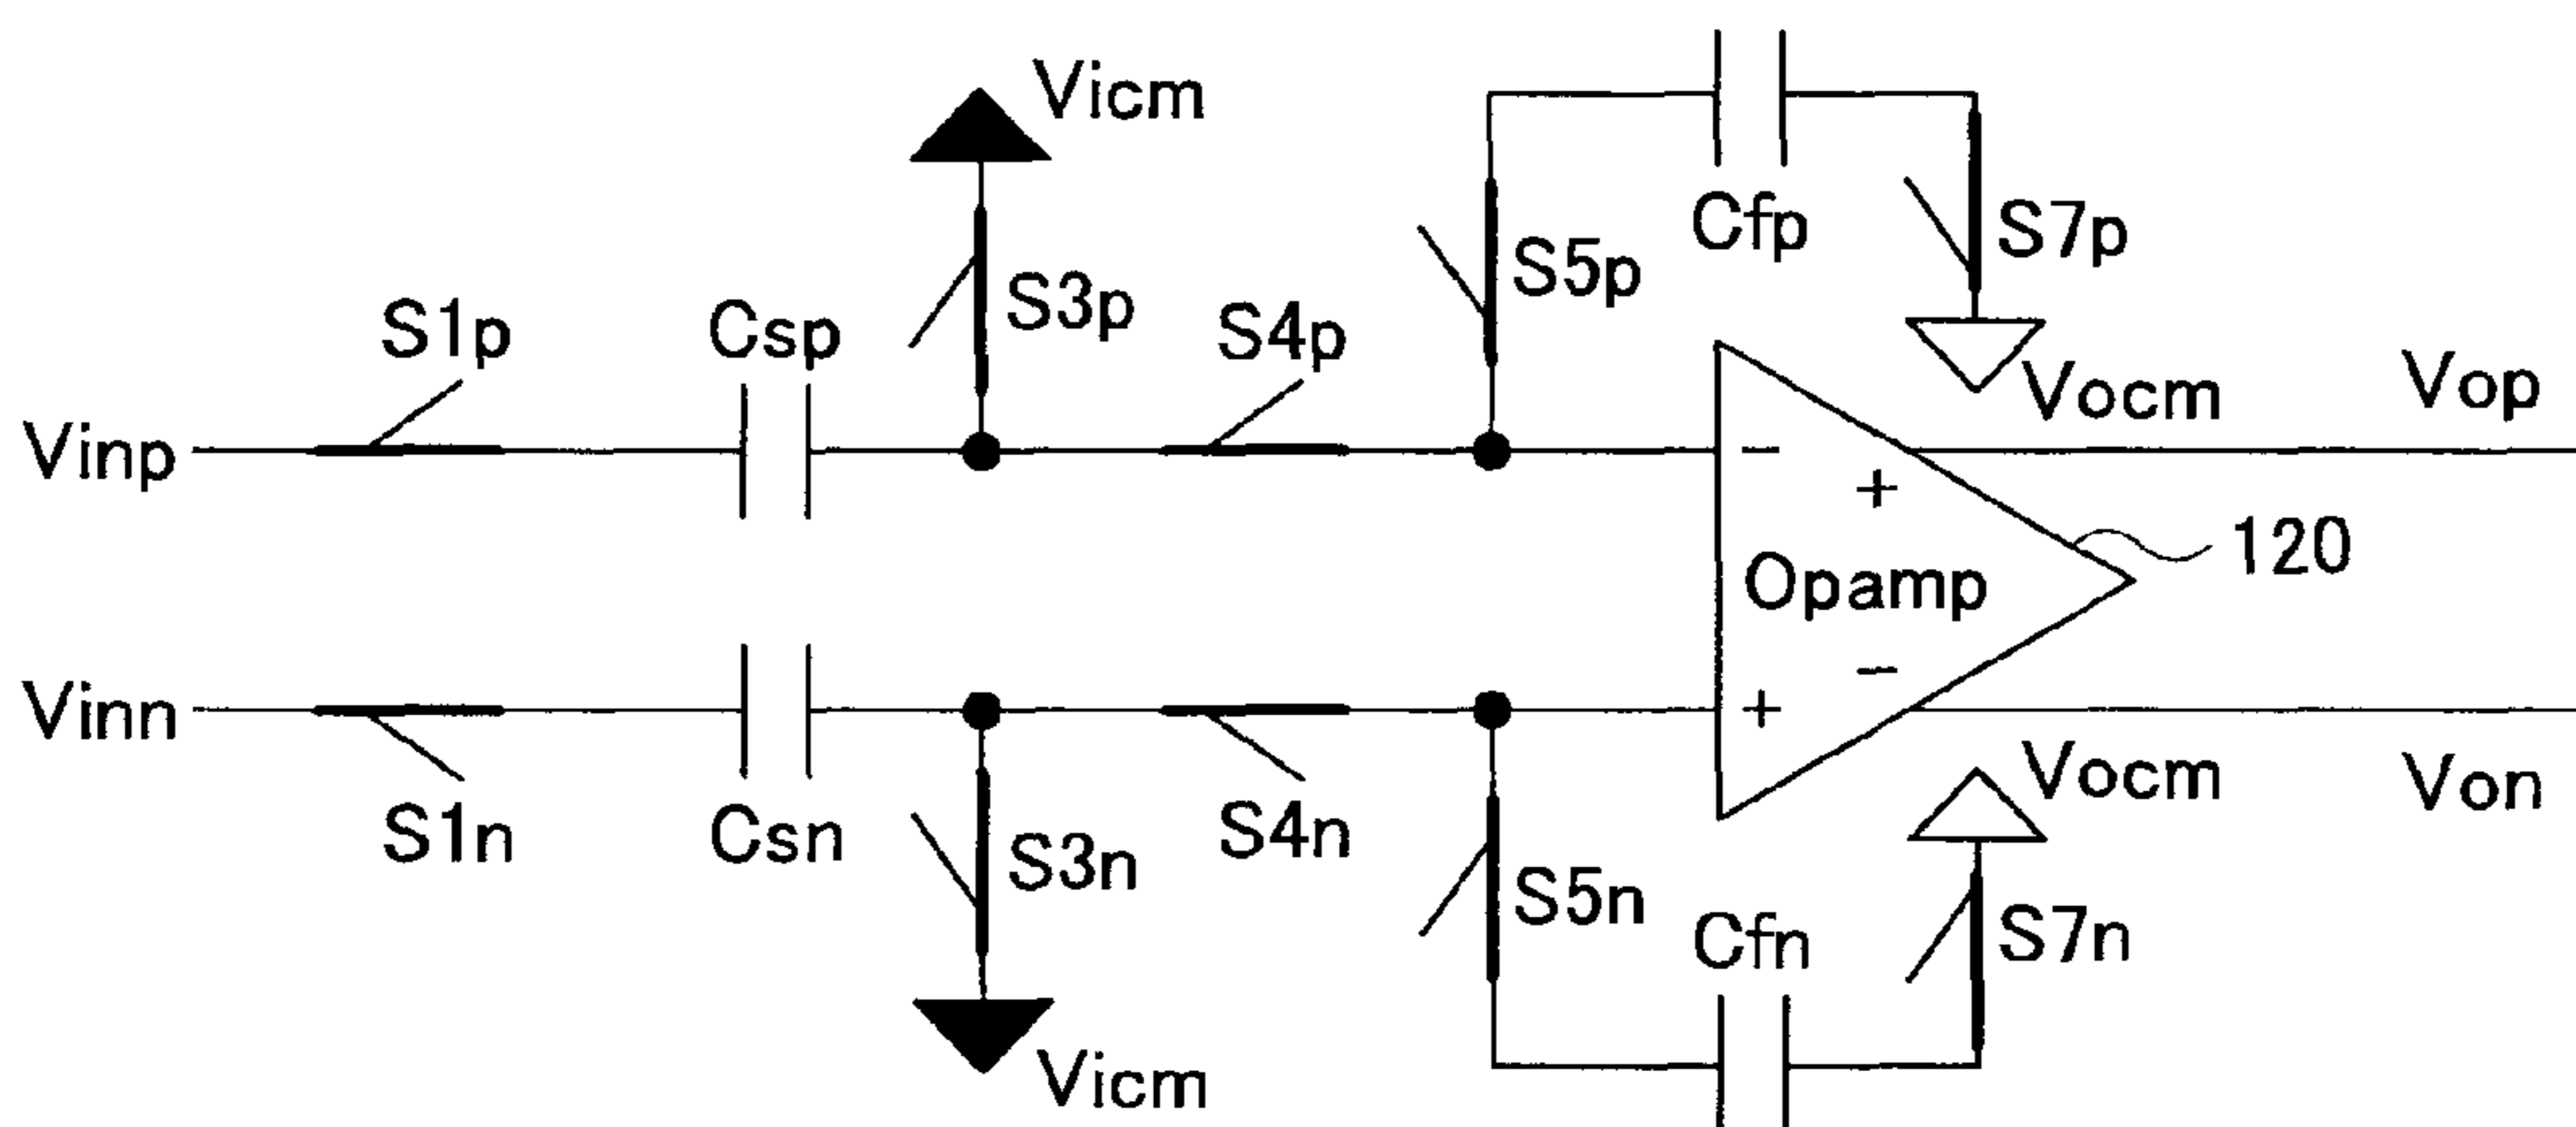 Vicm
S7p
Cfp
S5p
S3p
S1p
Csp
S4p
Vocm
Vop
Vinp
-
+
120
Opamp
Vinn
+
-
Vocm
Von
S1n
Csn
S3n
S4n
S5n
Cfn
S7n
Vicm